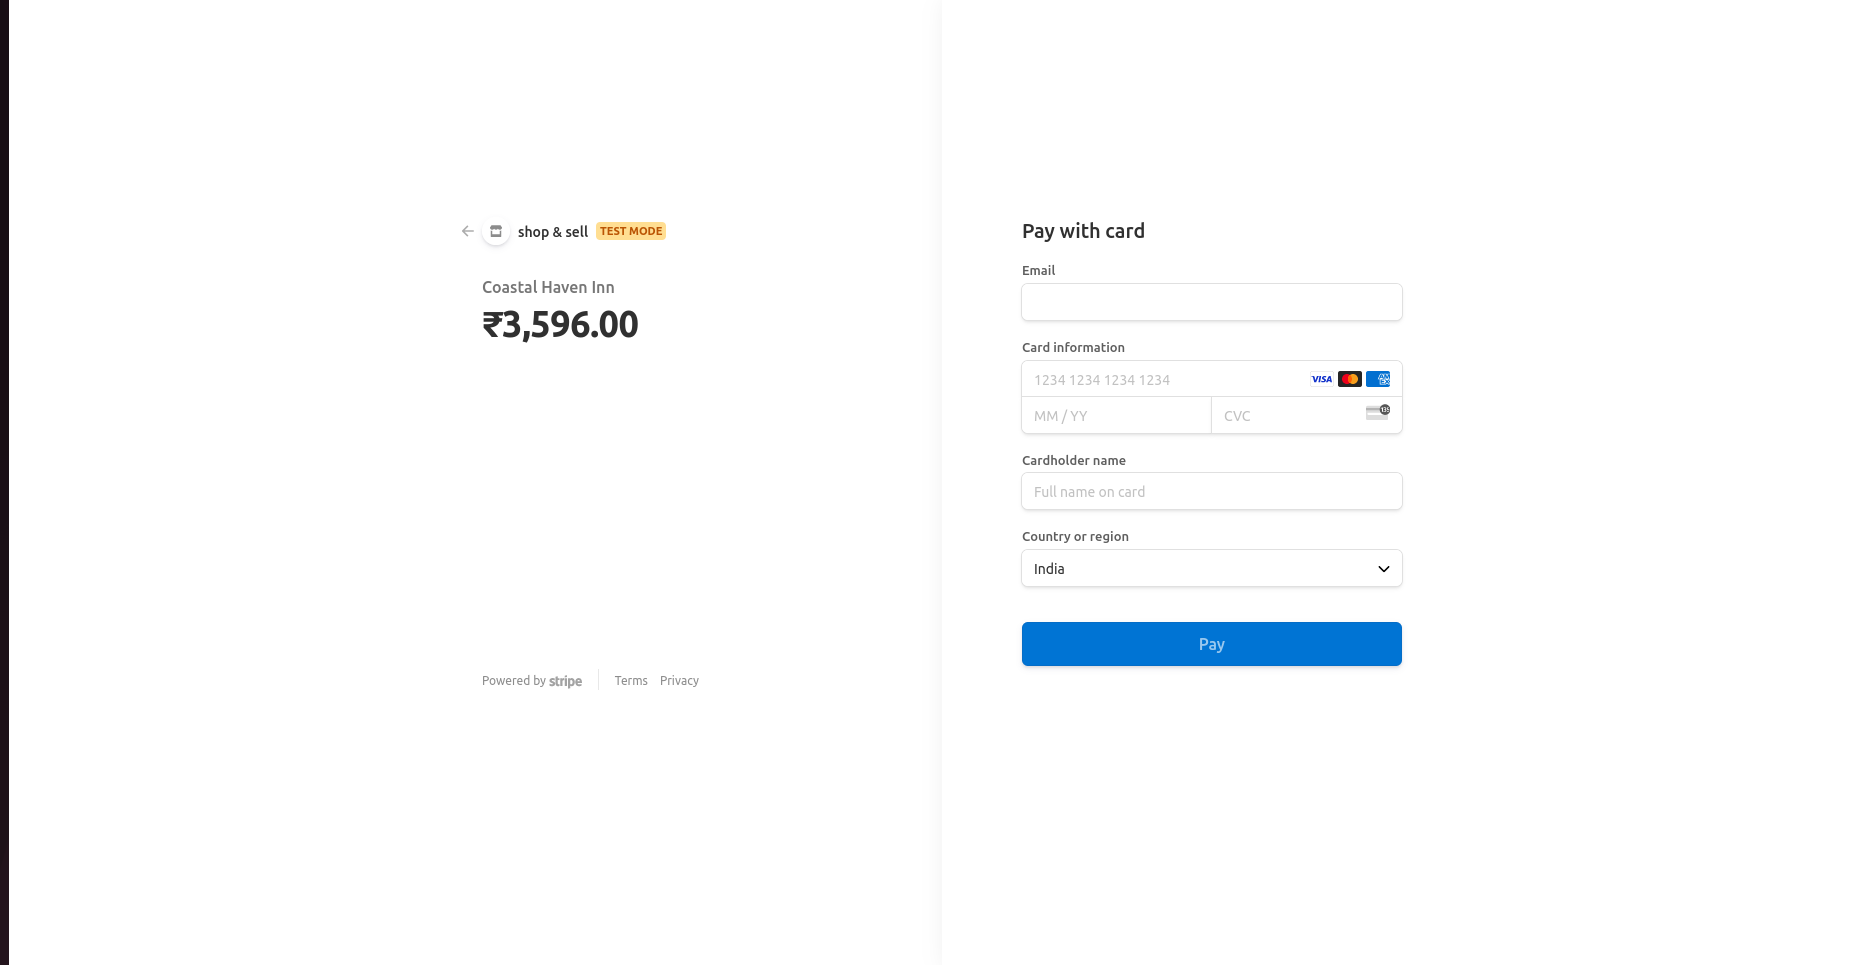 shop & sell TEST MODE
Coastal Haven Inn
₹3,596.00
Powered by stripe Terms Privacy
Pay with card
Email
Card information
1234 1234 1234 1234 VISA AMEX
MM / YY CVC 135
Cardholder name
Full name on card
Country or region
India
Pay